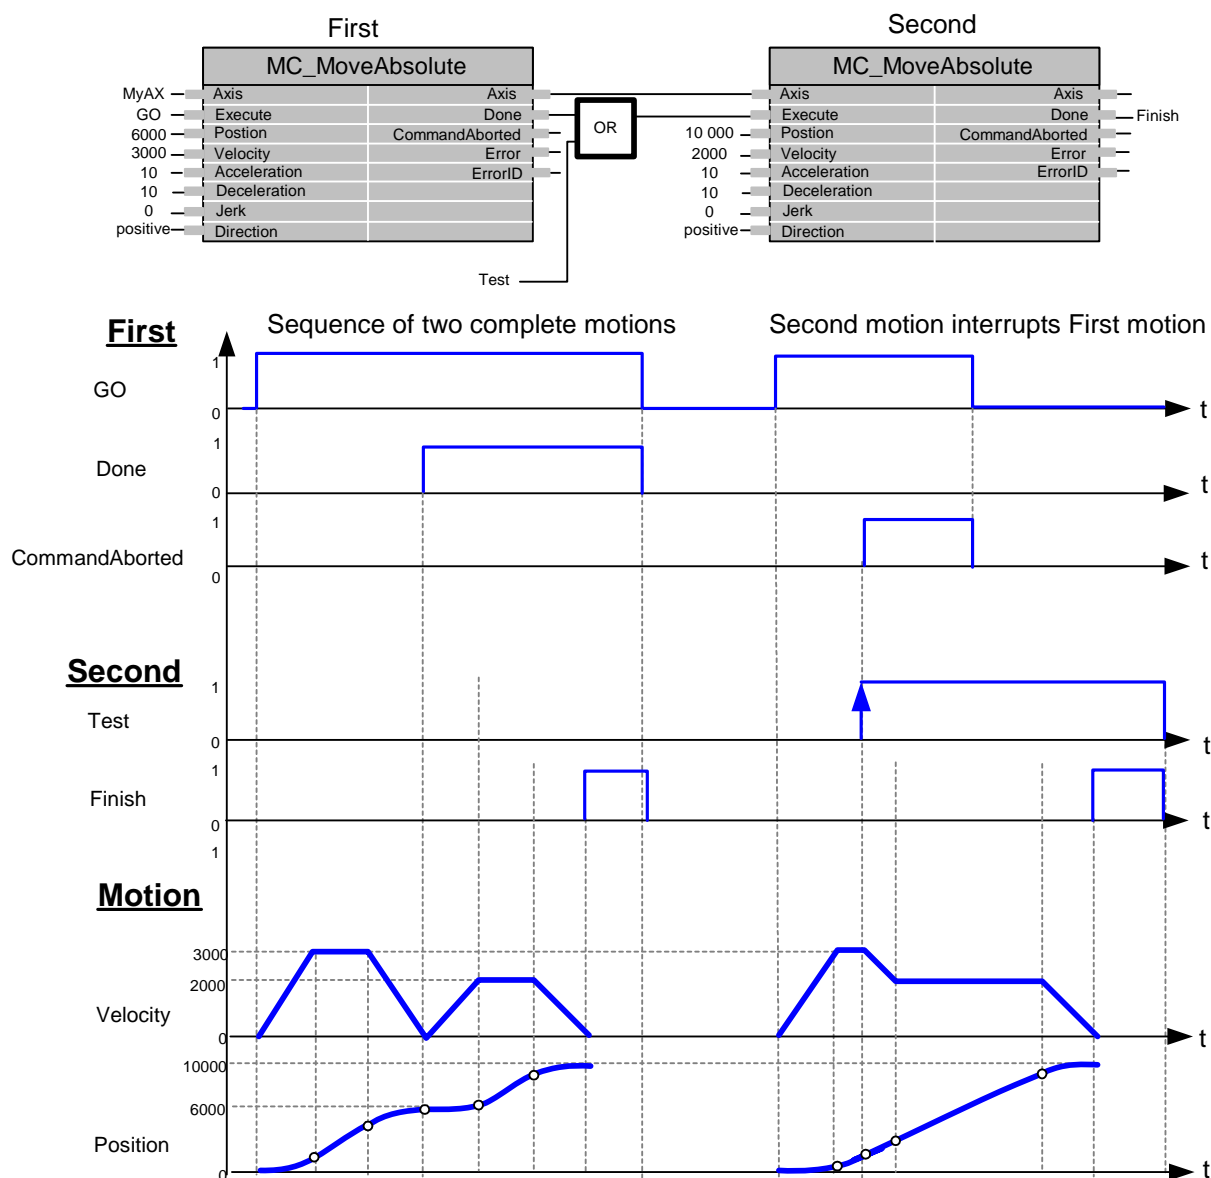 First
Second
MC_MoveAbsolute
MC_MoveAbsolute
MyAX Axis Axis
Axis Axis
GO Execute Done
OR
Execute Done Finish
6000 Postion CommandAborted
10 000 Postion CommandAborted
3000 Velocity Error
2000 Velocity Error
10 Acceleration ErrorID
10 Acceleration ErrorID
10 Deceleration
10 Deceleration
0 Jerk
0 Jerk
positive Direction
positive Direction
Test
First
Sequence of two complete motions
Second motion interrupts First motion
1
GO
0
t
1
Done
0
t
1
CommandAborted
0
t
Second
1
Test
0
t
1
Finish
0
t
1
Motion
3000
2000
Velocity
0
t
10000
6000
Position
0
t